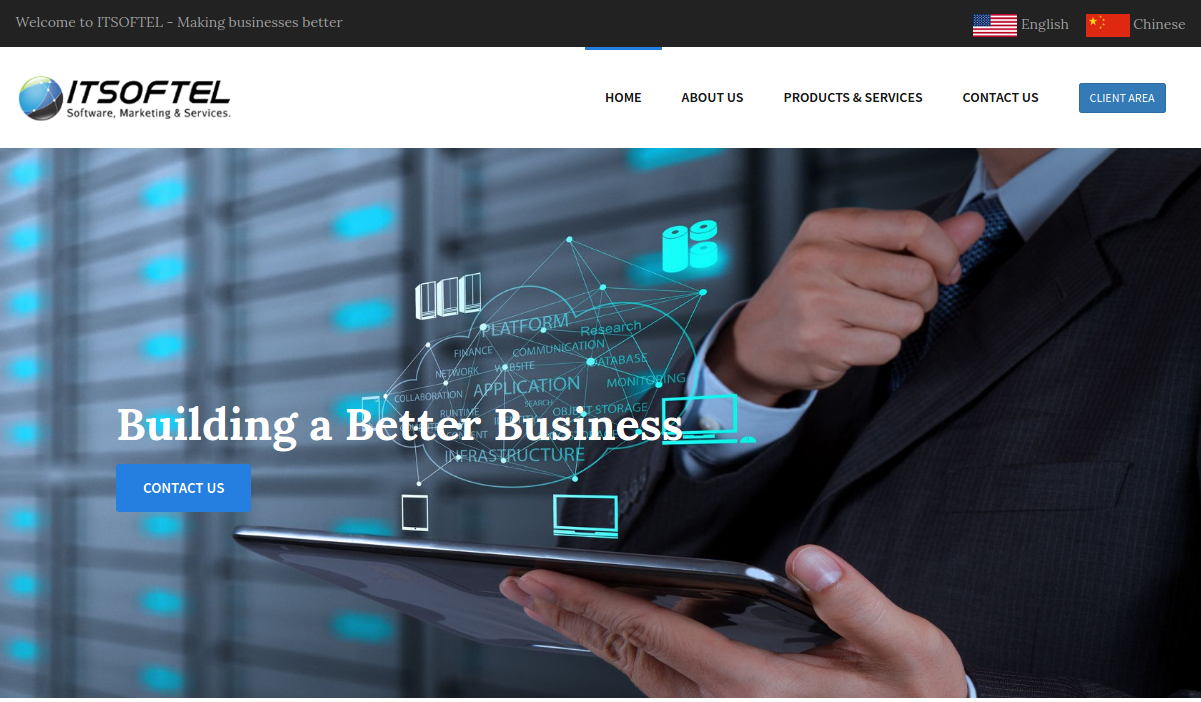 Welcome to ITSOFTEL - Making businesses better
English
Chinese
ITSOFTEL
Software, Marketing & Services.
HOME
ABOUT US
PRODUCTS & SERVICES
CONTACT US
CLIENT AREA
PLATFORM
Research
FINANCE
COMMUNICATION
DATABASE
NETWORK
WEBSITE
APPLICATION
MONITORING
COLLABORATION
SEARCH
RUNTIME
OBJECT STORAGE
Building a Better Business
INFRASTRUCTURE
CONTACT US